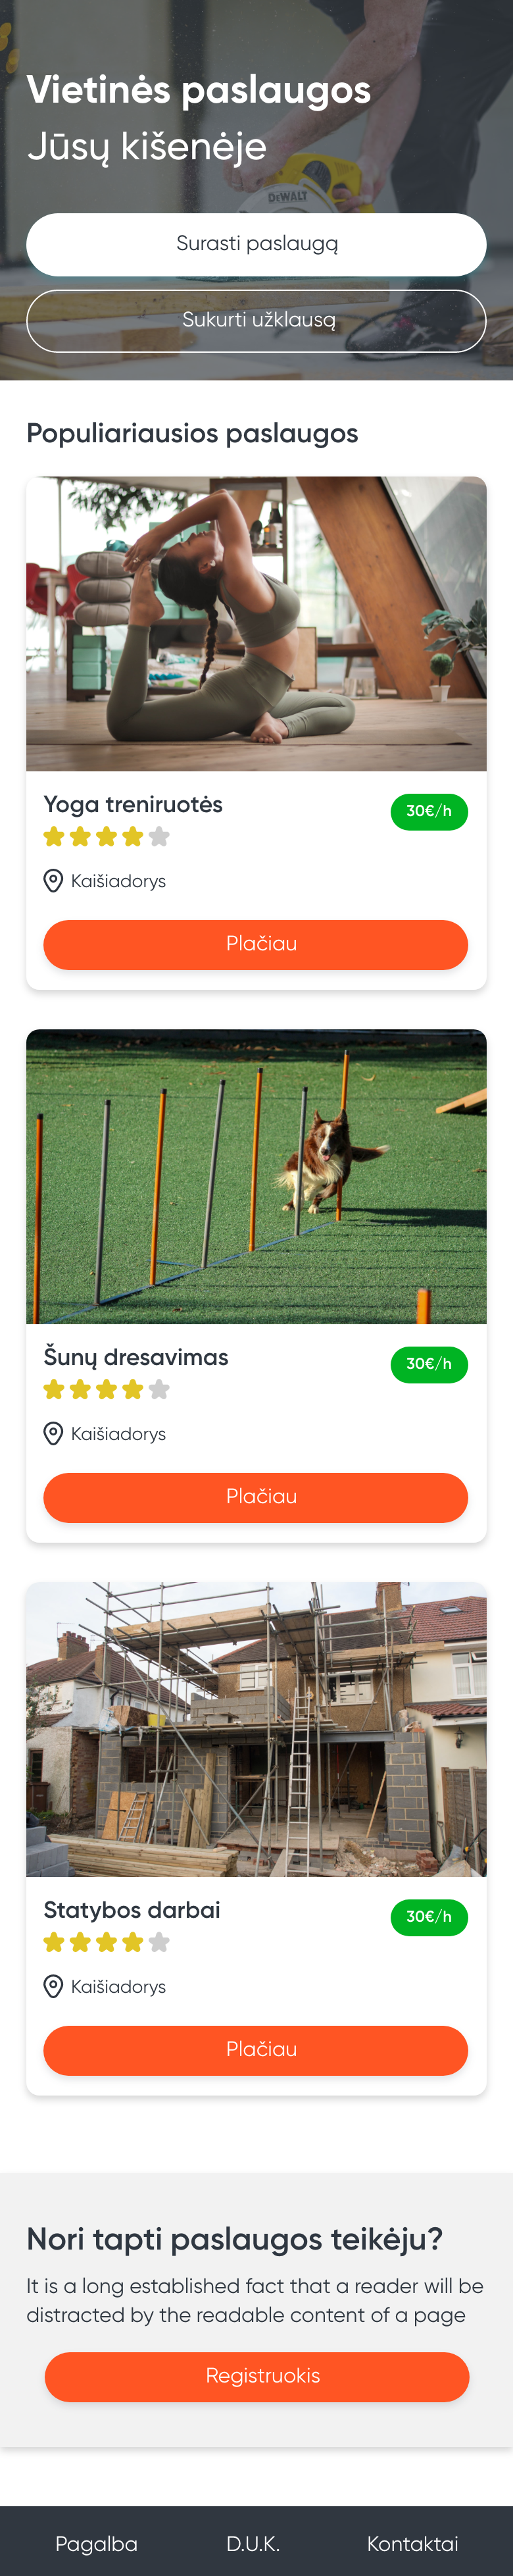 Vietinės paslaugos
Jūsų kišenėje
DEWALT
Surasti paslaugą
Sukurti užklausą
Populiariausios paslaugos
Yoga treniruotės
30€/h
Kaišiadorys
Plačiau
Šunų dresavimas
30€/h
Kaišiadorys
Plačiau
Statybos darbai
30€/h
Kaišiadorys
Plačiau
Nori tapti paslaugos teikėju?
It is a long established fact that a reader will be
distracted by the readable content of a page
Registruokis
Pagalba D.U.K. Kontaktai